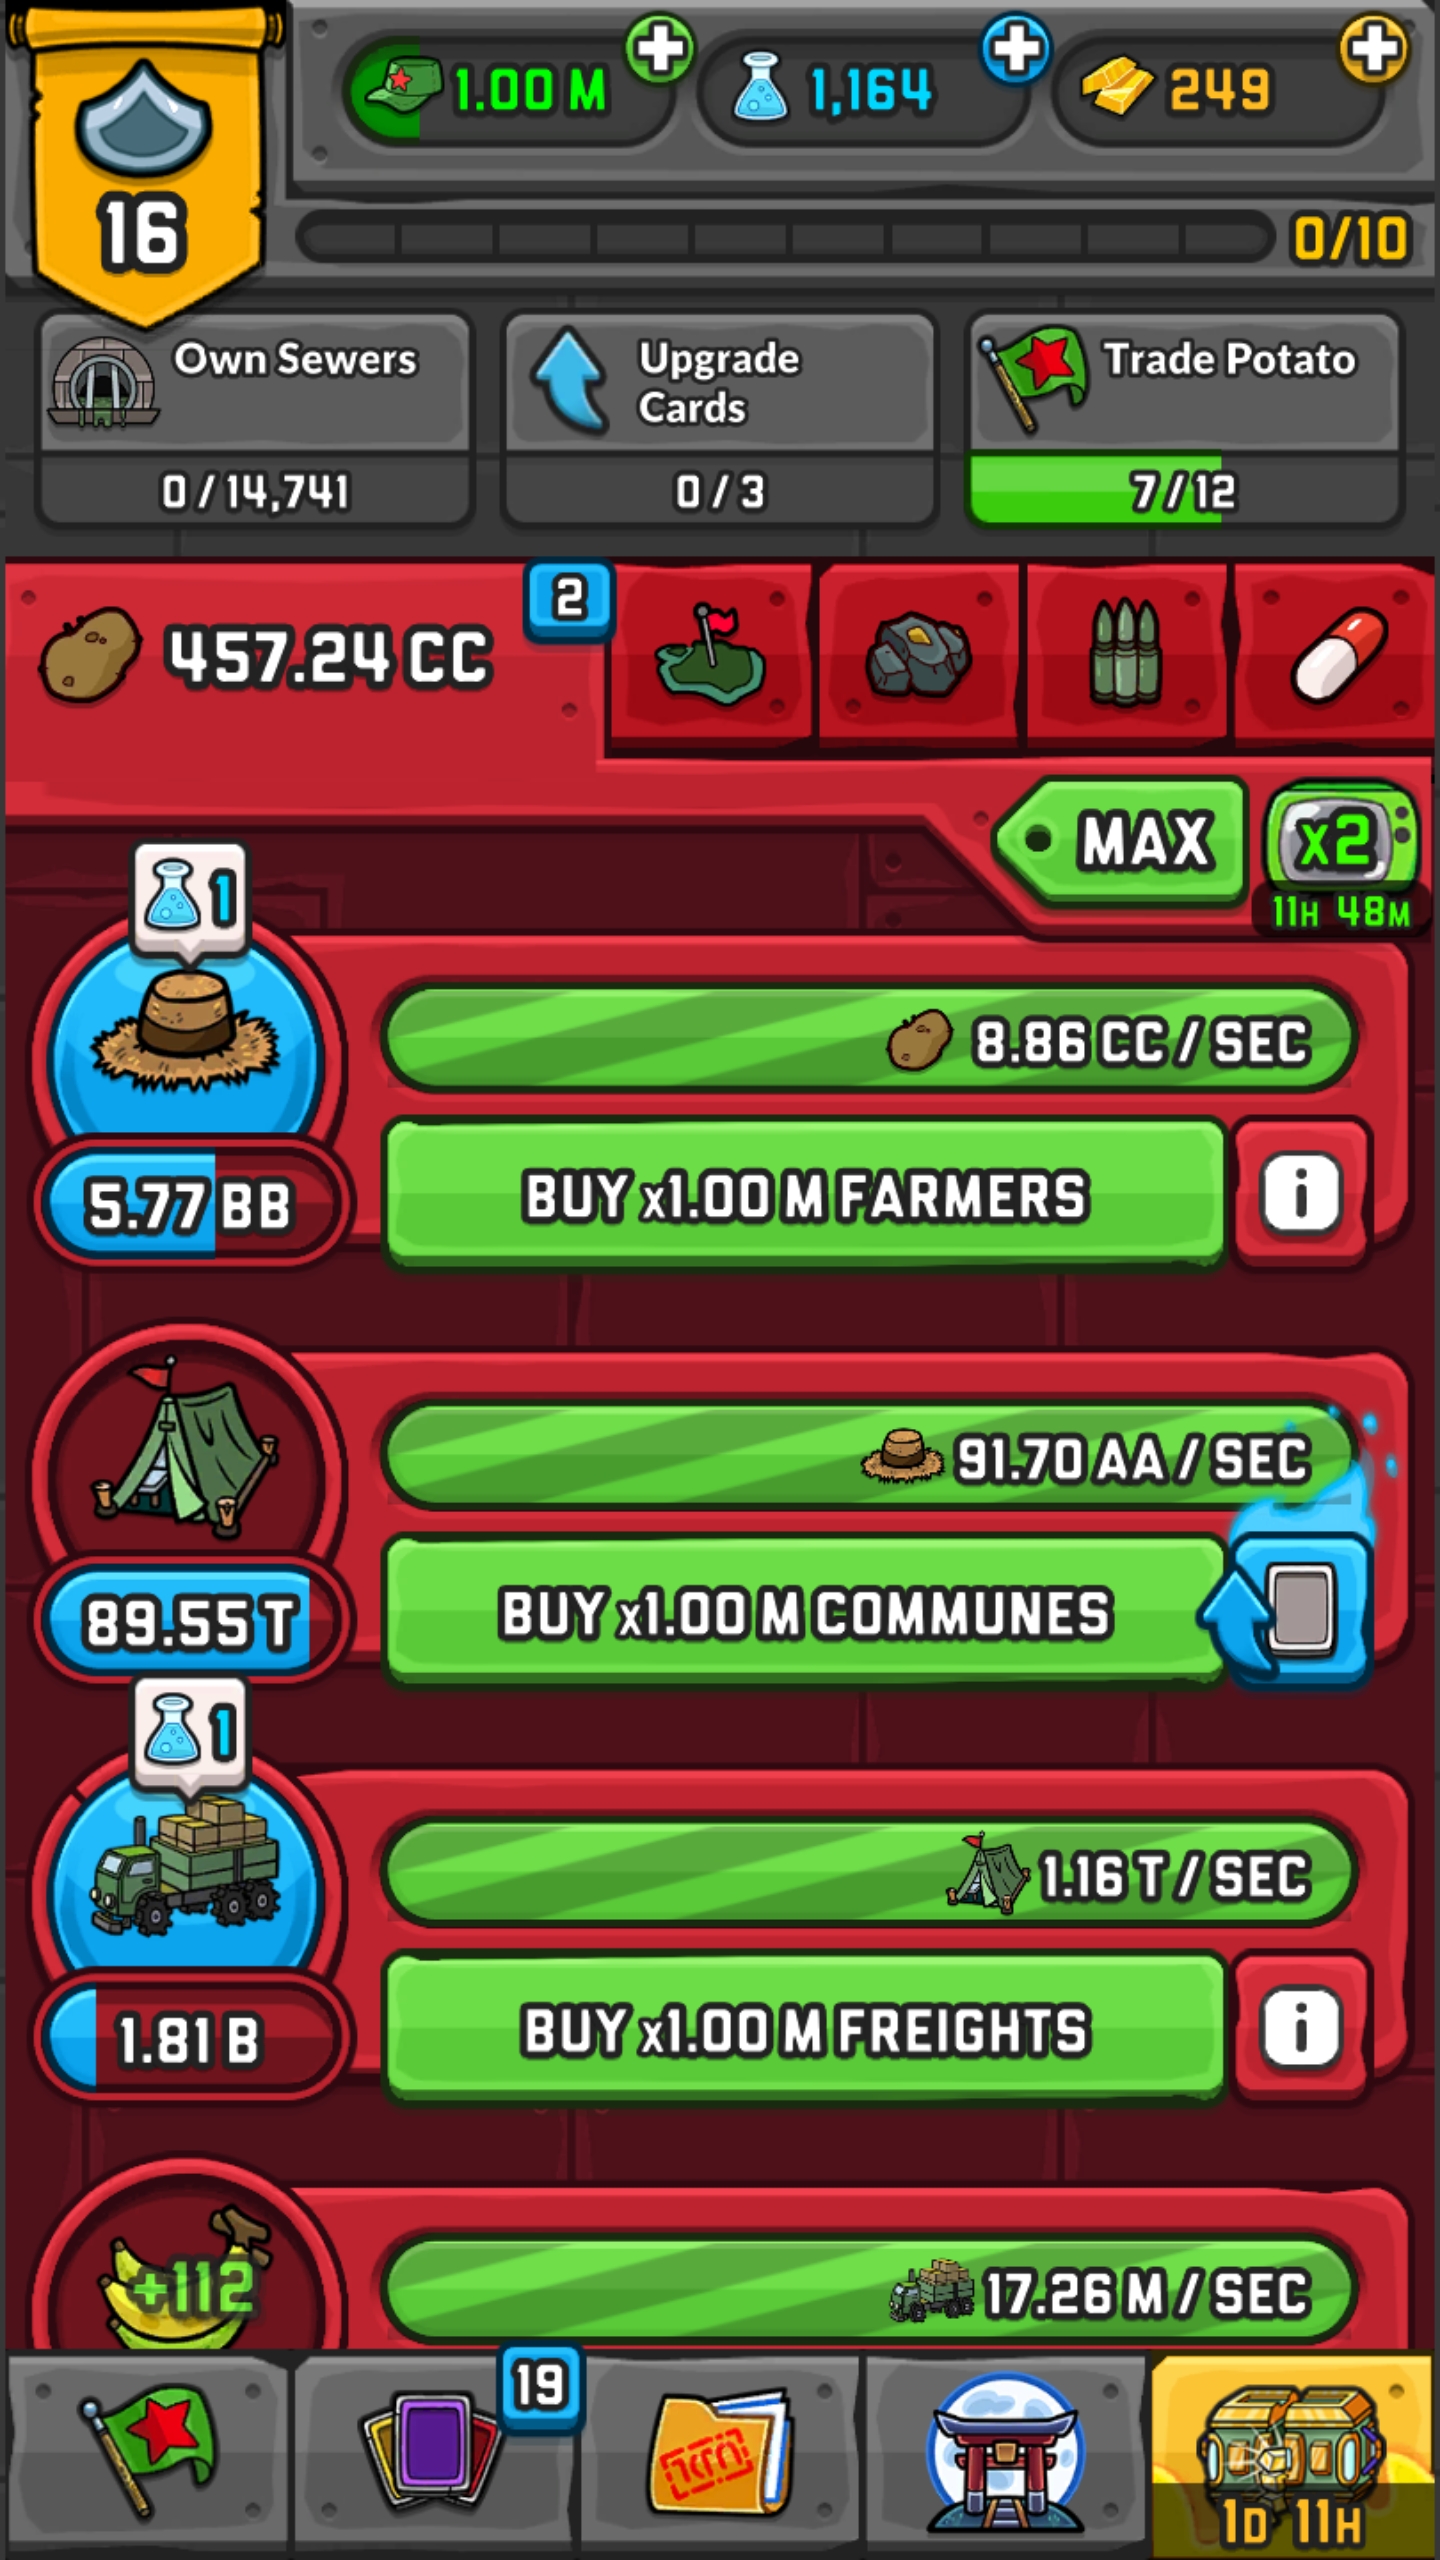 1.00 M
1,164
249
16
0/10
Own Sewers
Upgrade
Cards
Trade Potato
0 / 14,741
0 / 3
7 / 12
457.24 CC
2
MAX
x2
11H 48M
1
8.86 CC / SEC
5.77 BB
BUY x1.00 M FARMERS
i
91.70 AA / SEC
89.55 T
BUY x1.00 M COMMUNES
1
1.16 T / SEC
1.81 B
BUY x1.00 M FREIGHTS
i
+112
17.26 M / SEC
19
1D 11H